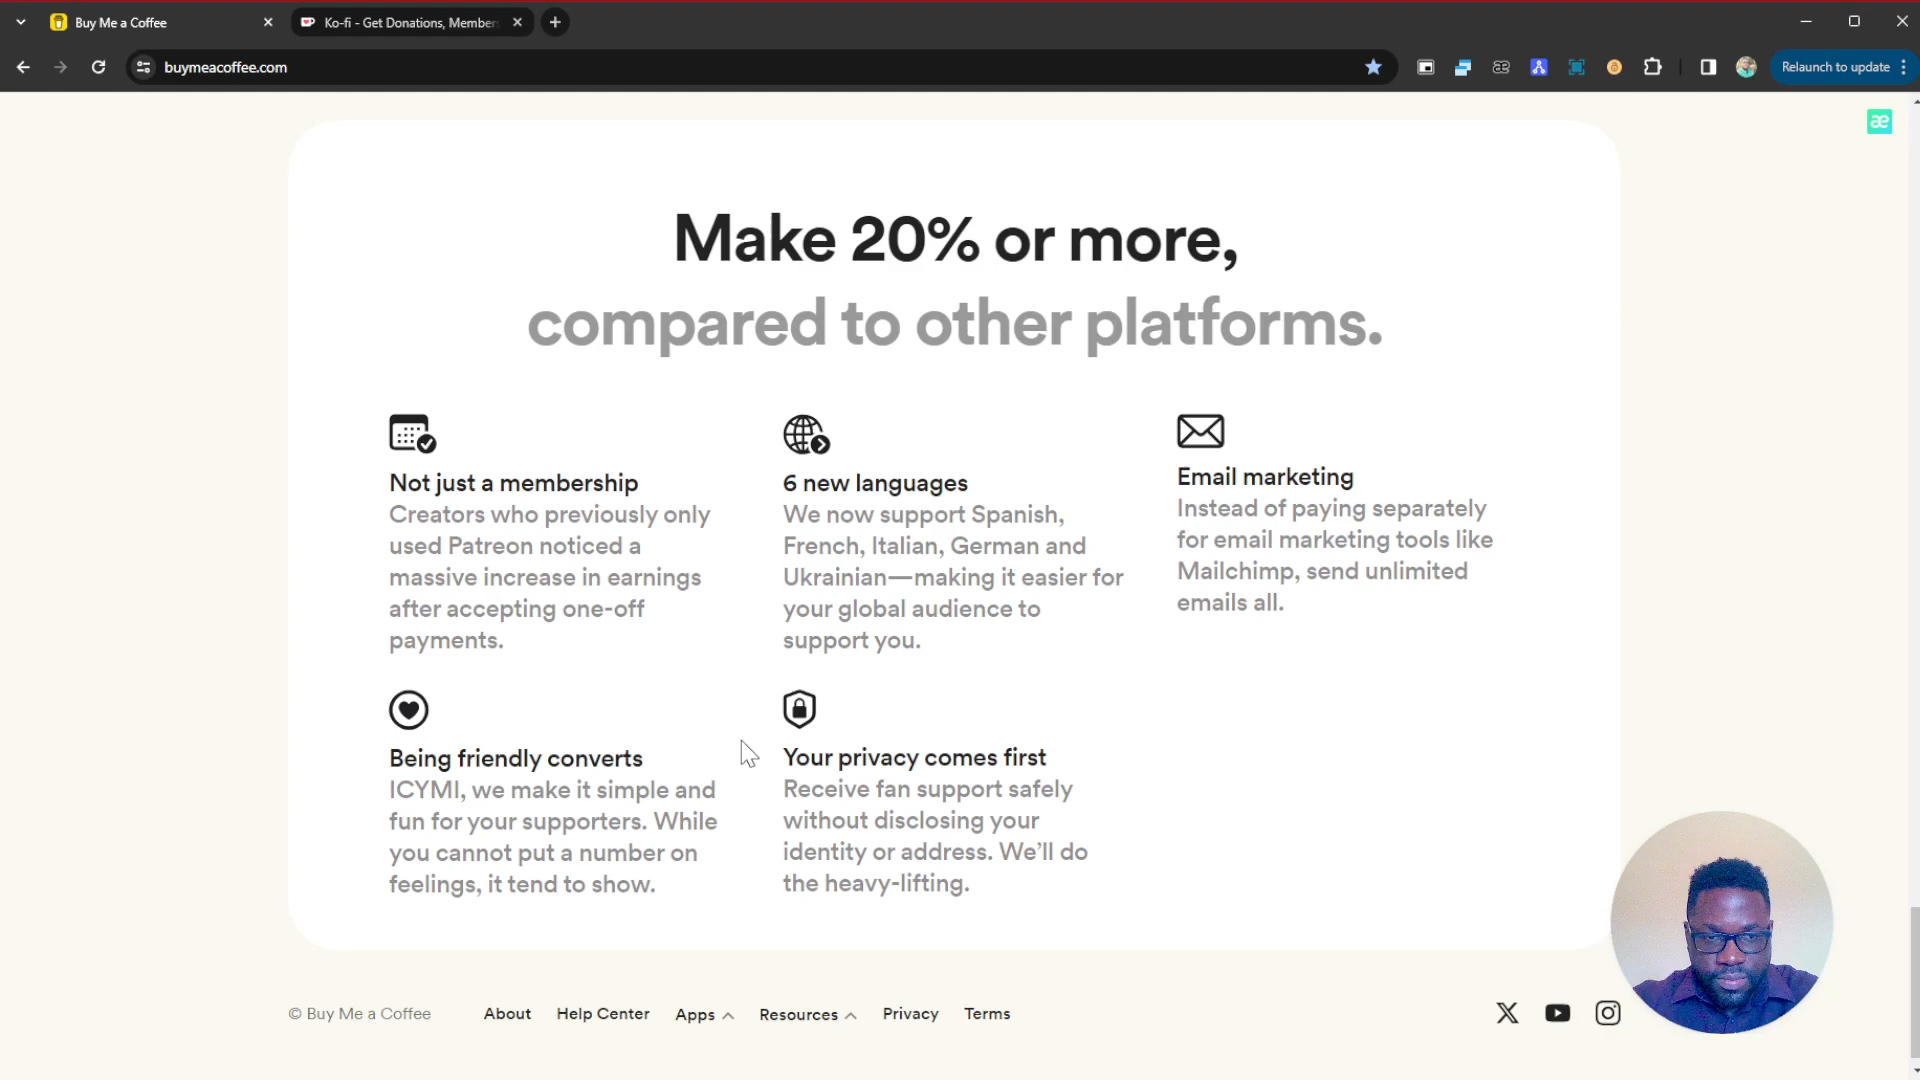 Buy Me a Coffee
Ko-fi - Get Donations, Member
buymeacoffee.com
æ
Relaunch to update
æ
Make 20% or more,
compared to other platforms.
Not just a membership
Creators who previously only
used Patreon noticed a
massive increase in earnings
after accepting one-off
payments.
6 new languages
We now support Spanish,
French, Italian, German and
Ukrainian—making it easier for
your global audience to
support you.
Email marketing
Instead of paying separately
for email marketing tools like
Mailchimp, send unlimited
emails all.
Being friendly converts
ICYMI, we make it simple and
fun for your supporters. While
you cannot put a number on
feelings, it tend to show.
Your privacy comes first
Receive fan support safely
without disclosing your
identity or address. We’ll do
the heavy-lifting.
© Buy Me a Coffee
About
Help Center
Apps
Resources
Privacy
Terms